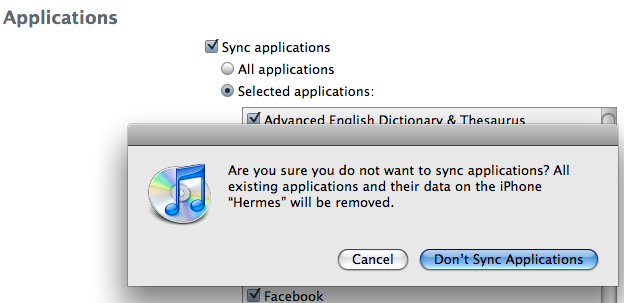 Applications
Sync applications
All applications
Selected applications:
Advanced English Dictionary & Thesaurus
Are you sure you do not want to sync applications? All
existing applications and their data on the iPhone
“Hermes” will be removed.
Cancel
Don’t Sync Applications
Facebook